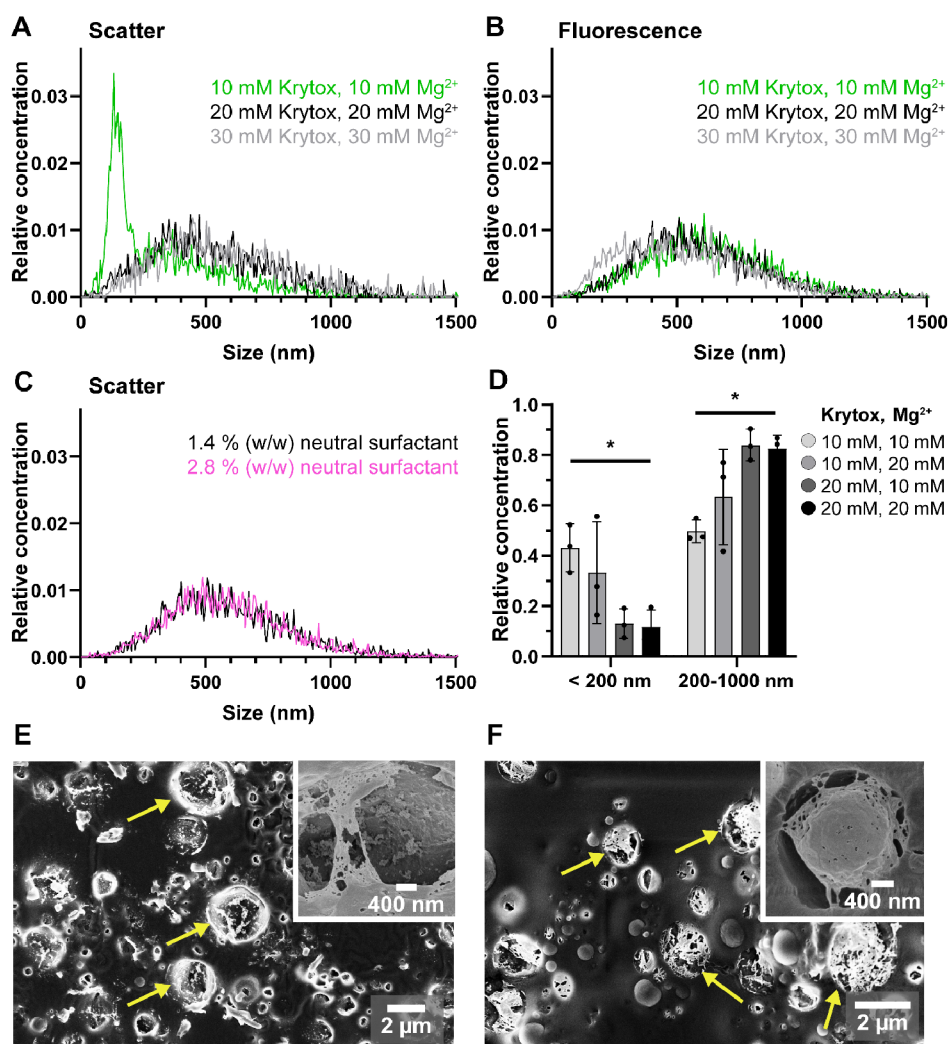 A
Scatter
0.03
0.02
0.01
0.00
Relative concentration
10 mM Krytox, 10 mM Mg²⁺
20 mM Krytox, 20 mM Mg²⁺
30 mM Krytox, 30 mM Mg²⁺
0 500 1000 1500
Size (nm)
B
Fluorescence
0.03
0.02
0.01
0.00
Relative concentration
10 mM Krytox, 10 mM Mg²⁺
20 mM Krytox, 20 mM Mg²⁺
30 mM Krytox, 30 mM Mg²⁺
0 500 1000 1500
Size (nm)
C
Scatter
0.03
0.02
0.01
0.00
Relative concentration
1.4 % (w/w) neutral surfactant
2.8 % (w/w) neutral surfactant
0 500 1000 1500
Size (nm)
D
1.0
0.8
0.6
0.4
0.2
0.0
Relative concentration
*
*
< 200 nm 200-1000 nm
Krytox, Mg²⁺
10 mM, 10 mM
10 mM, 20 mM
20 mM, 10 mM
20 mM, 20 mM
E
400 nm
2 μm
F
400 nm
2 μm